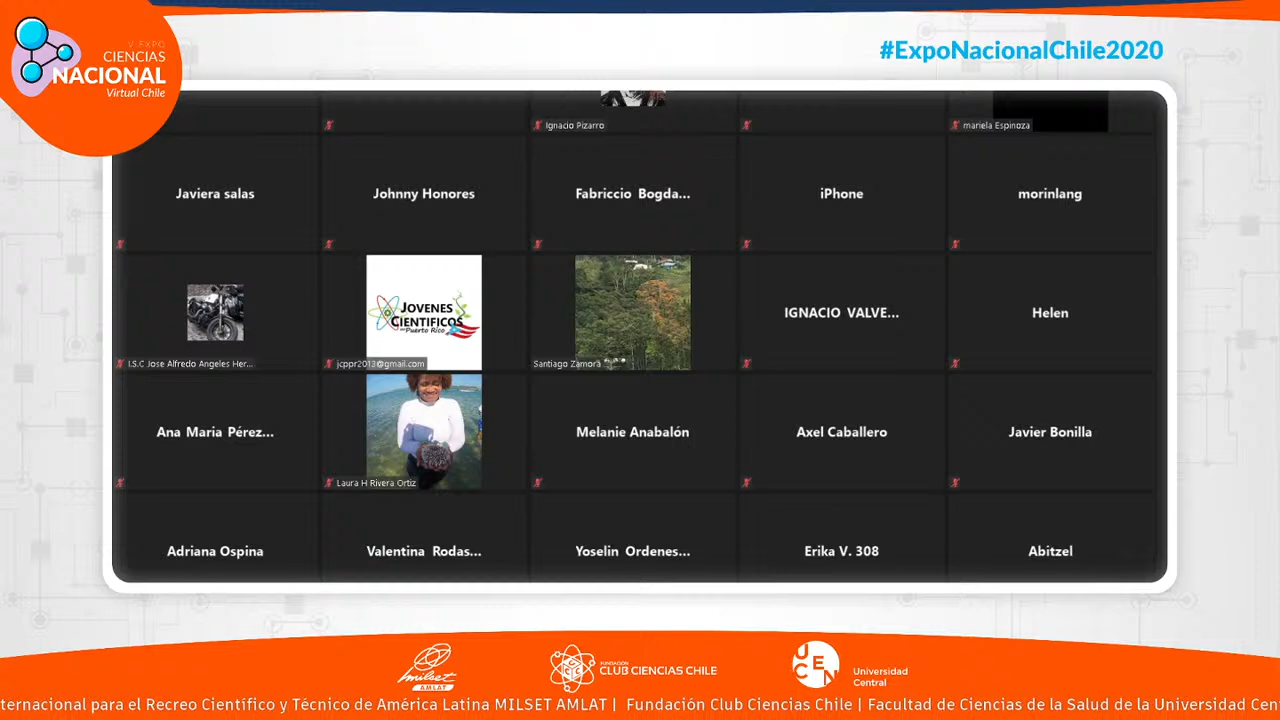 V EXPO
CIENCIAS
NACIONAL
Virtual Chile
#ExpoNacionalChile2020
Ignacio Pizarro
mariela Espinoza
Javiera salas
Johnny Honores
Fabriccio Bogda...
iPhone
morinlang
I.S.C Jose Alfredo Angeles Her...
JOVENES
CIENTIFICOS
de Puerto Rico
jcppr2013@gmail.com
Santiago Zamora
IGNACIO VALVE...
Helen
Ana Maria Pérez...
Laura H Rivera Ortiz
Melanie Anabalón
Axel Caballero
Javier Bonilla
Adriana Ospina
Valentina Rodas...
Yoselin Ordenes...
Erika V. 308
Abitzel
milset
AMLAT
FUNDACIÓN
CLUB CIENCIAS CHILE
UCEN
Universidad
Central
nternacional para el Recreo Científico y Técnico de América Latina MILSET AMLAT | Fundación Club Ciencias Chile | Facultad de Ciencias de la Salud de la Universidad Cen